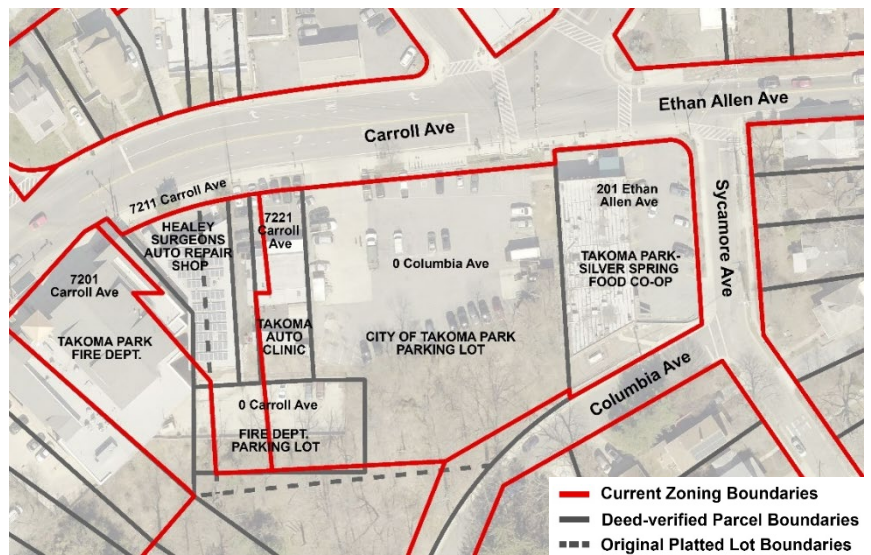 Ethan Allen Ave
Carroll Ave
7211 Carroll Ave
HEALEY
SURGEONS
AUTO REPAIR
SHOP
7221
Carroll
Ave
201 Ethan
Allen Ave
Sycamore Ave
7201
Carroll Ave
0 Columbia Ave
TAKOMA PARK-
SILVER SPRING
FOOD CO-OP
TAKOMA PARK
FIRE DEPT.
TAKOMA
AUTO
CLINIC
CITY OF TAKOMA PARK
PARKING LOT
Columbia Ave
0 Carroll Ave
FIRE DEPT.
PARKING LOT
Current Zoning Boundaries
Deed-verified Parcel Boundaries
Original Platted Lot Boundaries